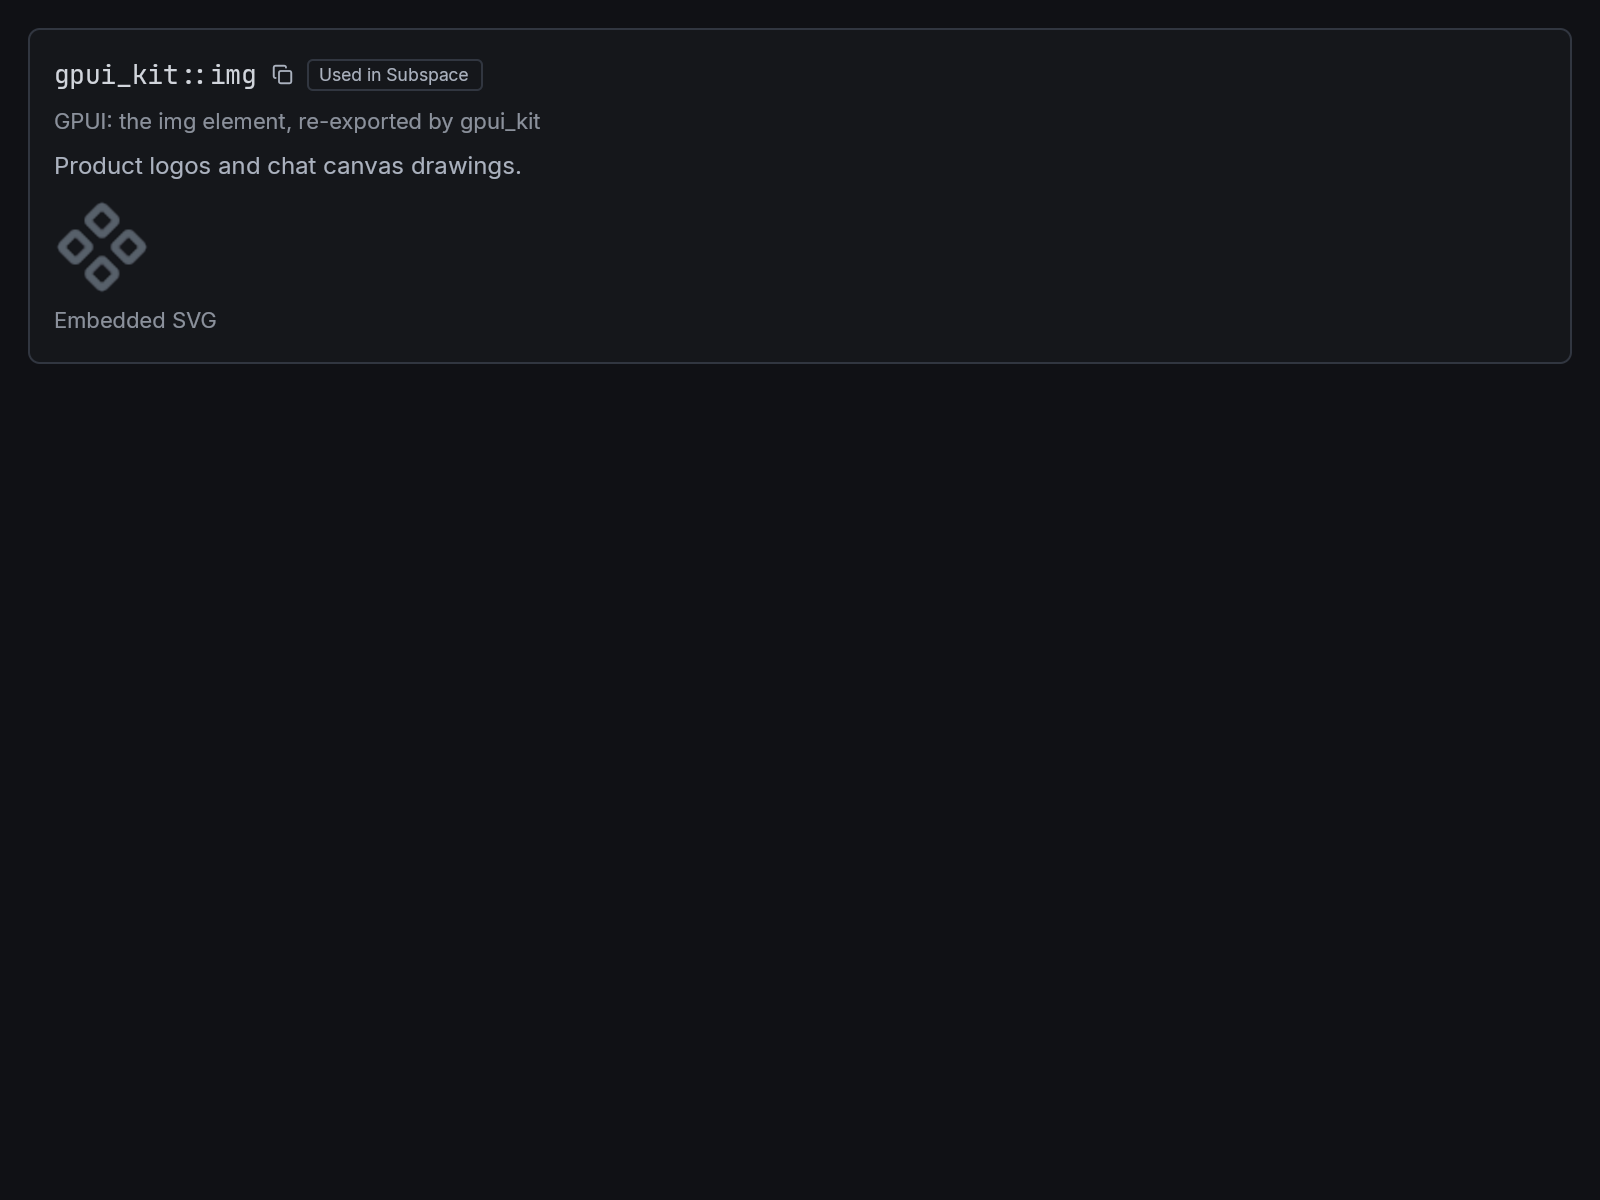 gpui_kit::img
Used in Subspace
GPUI: the img element, re-exported by gpui_kit
Product logos and chat canvas drawings.
Embedded SVG